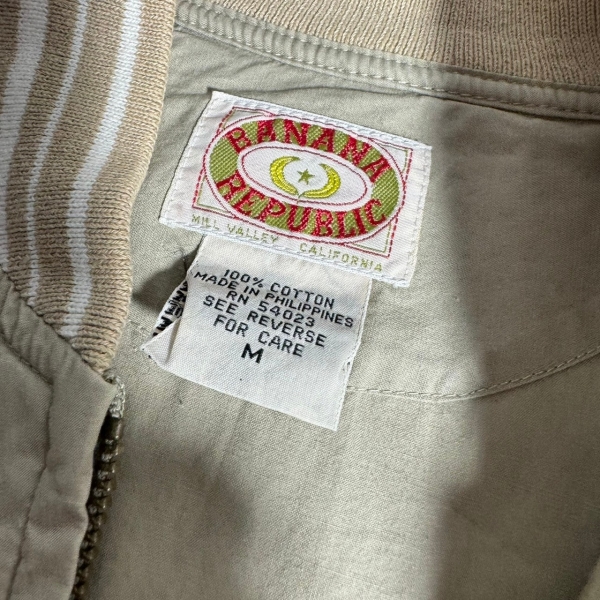 BANANA
REPUBLIC
MILL VALLEY CALIFORNIA
100% COTTON
MADE IN PHILIPPINES
RN 54023
SEE REVERSE
FOR CARE
M